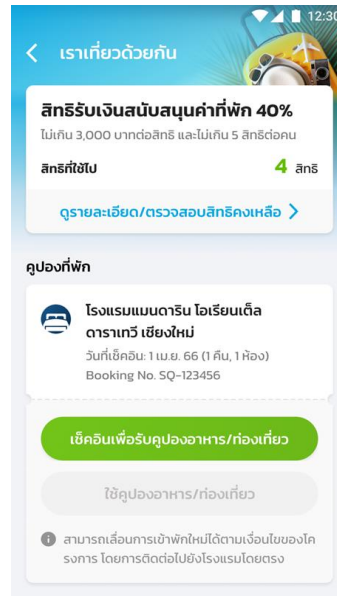 12:30
เราเที่ยวด้วยกัน
สิทธิรับเงินสนับสนุนค่าที่พัก 40%
ไม่เกิน 3,000 บาทต่อสิทธิ และไม่เกิน 5 สิทธิต่อคน
สิทธิที่ใช้ไป 4 สิทธิ
ดูรายละเอียด/ตรวจสอบสิทธิคงเหลือ
คูปองที่พัก
โรงแรมแมนดาริน โอเรียนเต็ล
ดาราเทวี เชียงใหม่
วันที่เช็คอิน: 1 เม.ย. 66 (1 คืน, 1 ห้อง)
Booking No. SQ-123456
เช็คอินเพื่อรับคูปองอาหาร/ท่องเที่ยว
ใช้คูปองอาหาร/ท่องเที่ยว
สามารถเลื่อนการเข้าพักใหม่ได้ตามเงื่อนไขของโค
รงการ โดยการติดต่อไปยังโรงแรมโดยตรง